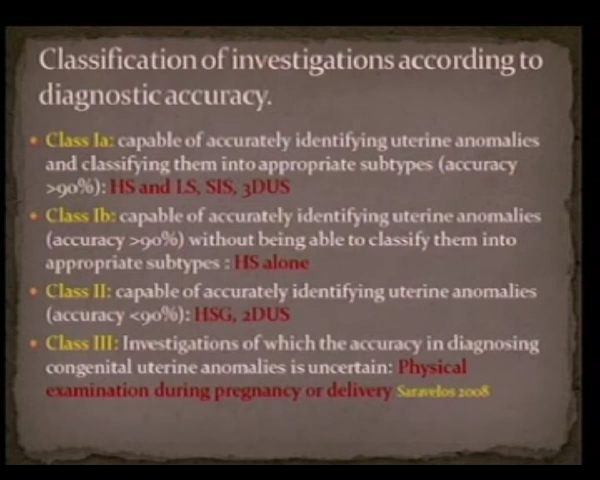 Classification of investigations according to
diagnostic accuracy.
• Class Ia: capable of accurately identifying uterine anomalies
and classifying them into appropriate subtypes (accuracy
>90%): HS and LS, SIS, 3DUS
• Class Ib: capable of accurately identifying uterine anomalies
(accuracy >90%) without being able to classify them into
appropriate subtypes : HS alone
• Class II: capable of accurately identifying uterine anomalies
(accuracy <90%): HSG, 2DUS
• Class III: Investigations of which the accuracy in diagnosing
congenital uterine anomalies is uncertain: Physical
examination during pregnancy or delivery Saravelos 2008